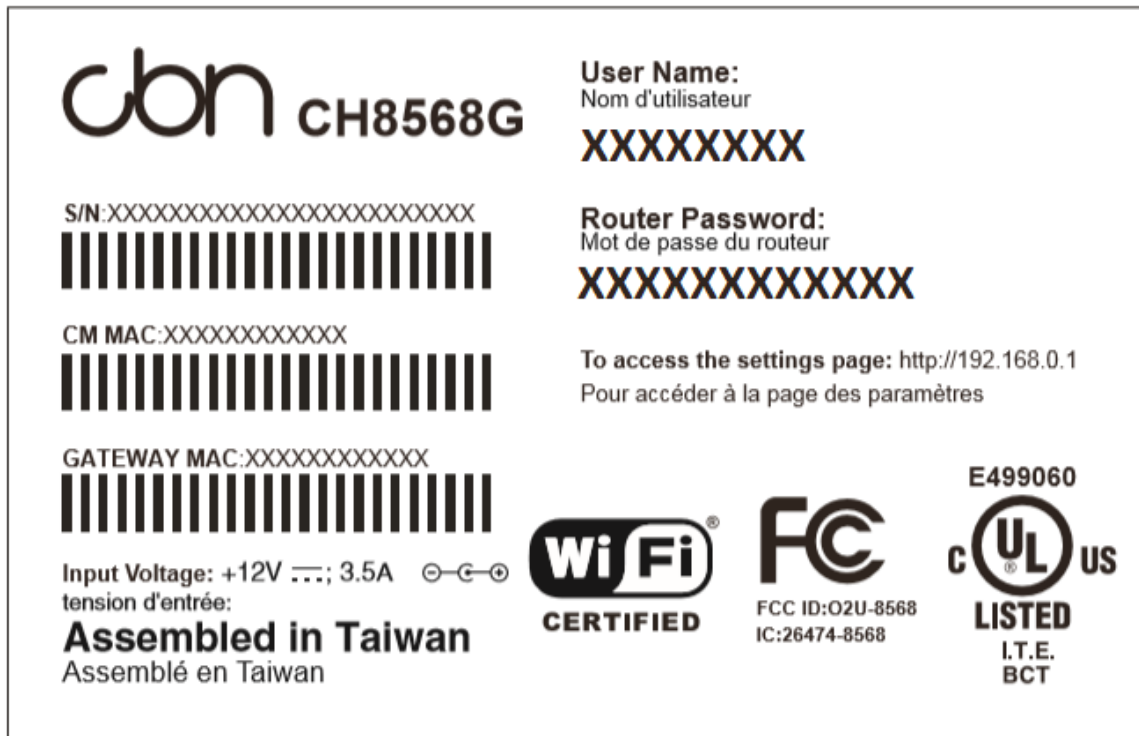 cbn CH8568G
S/N:XXXXXXXXXXXXXXXXXXXXXXXX
CM MAC:XXXXXXXXXXXX
GATEWAY MAC:XXXXXXXXXXXX
Input Voltage: +12V ⎓; 3.5A
tension d'entrée:
Assembled in Taiwan
Assemblé en Taiwan
User Name:
Nom d'utilisateur
XXXXXXXX
Router Password:
Mot de passe du routeur
XXXXXXXXXXXX
To access the settings page: http://192.168.0.1
Pour accéder à la page des paramètres
Wi Fi ®
CERTIFIED
FC
FCC ID:O2U-8568
IC:26474-8568
E499060
C UL ® US
LISTED
I.T.E.
BCT